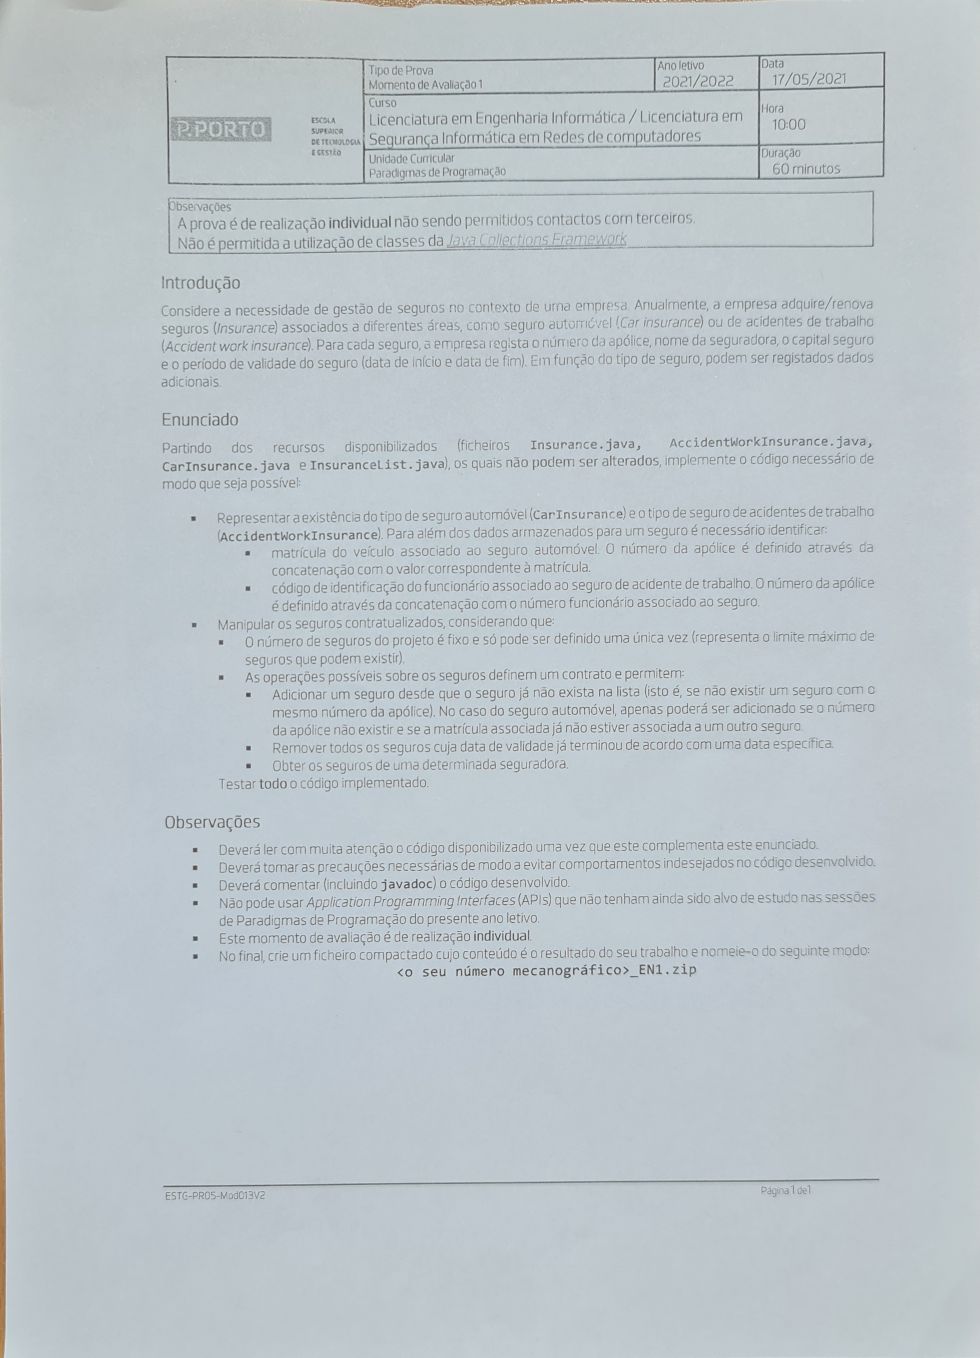 P.PORTO
ESCOLA
SUPERIOR
DE TECNOLOGIA
E GESTÃO
Tipo de Prova
Momento de Avaliação 1
Ano letivo
2021/2022
Data
17/05/2021
Curso
Licenciatura em Engenharia Informática / Licenciatura em
Segurança Informática em Redes de computadores
Hora
10:00
Unidade Curricular
Paradigmas de Programação
Duração
60 minutos
Observações
A prova é de realização individual não sendo permitidos contactos com terceiros.
Não é permitida a utilização de classes da Java Collections Framework
Introdução
Considere a necessidade de gestão de seguros no contexto de uma empresa. Anualmente, a empresa adquire/renova
seguros (Insurance) associados a diferentes áreas, como seguro automóvel (Car insurance) ou de acidentes de trabalho
(Accident work insurance). Para cada seguro, a empresa regista o número da apólice, nome da seguradora, o capital seguro
e o período de validade do seguro (data de início e data de fim). Em função do tipo de seguro, podem ser registados dados
adicionais.
Enunciado
Partindo dos recursos disponibilizados (ficheiros Insurance.java, AccidentWorkInsurance.java,
CarInsurance.java e InsuranceList.java), os quais não podem ser alterados, implemente o código necessário de
modo que seja possível:
▪ Representar a existência do tipo de seguro automóvel (CarInsurance) e o tipo de seguro de acidentes de trabalho
(AccidentWorkInsurance). Para além dos dados armazenados para um seguro é necessário identificar:
▪ matrícula do veículo associado ao seguro automóvel. O número da apólice é definido através da
concatenação com o valor correspondente à matrícula.
▪ código de identificação do funcionário associado ao seguro de acidente de trabalho. O número da apólice
é definido através da concatenação com o número funcionário associado ao seguro.
▪ Manipular os seguros contratualizados, considerando que:
▪ O número de seguros do projeto é fixo e só pode ser definido uma única vez (representa o limite máximo de
seguros que podem existir).
▪ As operações possíveis sobre os seguros definem um contrato e permitem:
▪ Adicionar um seguro desde que o seguro já não exista na lista (isto é, se não existir um seguro com o
mesmo número da apólice). No caso do seguro automóvel, apenas poderá ser adicionado se o número
da apólice não existir e se a matrícula associada já não estiver associada a um outro seguro.
▪ Remover todos os seguros cuja data de validade já terminou de acordo com uma data específica.
▪ Obter os seguros de uma determinada seguradora.
Testar todo o código implementado.
Observações
▪ Deverá ler com muita atenção o código disponibilizado uma vez que este complementa este enunciado.
▪ Deverá tomar as precauções necessárias de modo a evitar comportamentos indesejados no código desenvolvido.
▪ Deverá comentar (incluindo javadoc) o código desenvolvido.
▪ Não pode usar Application Programming Interfaces (APIs) que não tenham ainda sido alvo de estudo nas sessões
de Paradigmas de Programação do presente ano letivo.
▪ Este momento de avaliação é de realização individual.
▪ No final, crie um ficheiro compactado cujo conteúdo é o resultado do seu trabalho e nomeie-o do seguinte modo:
<o seu número mecanográfico>_EN1.zip
ESTG-PR05-Mod013V2
Página 1 de1